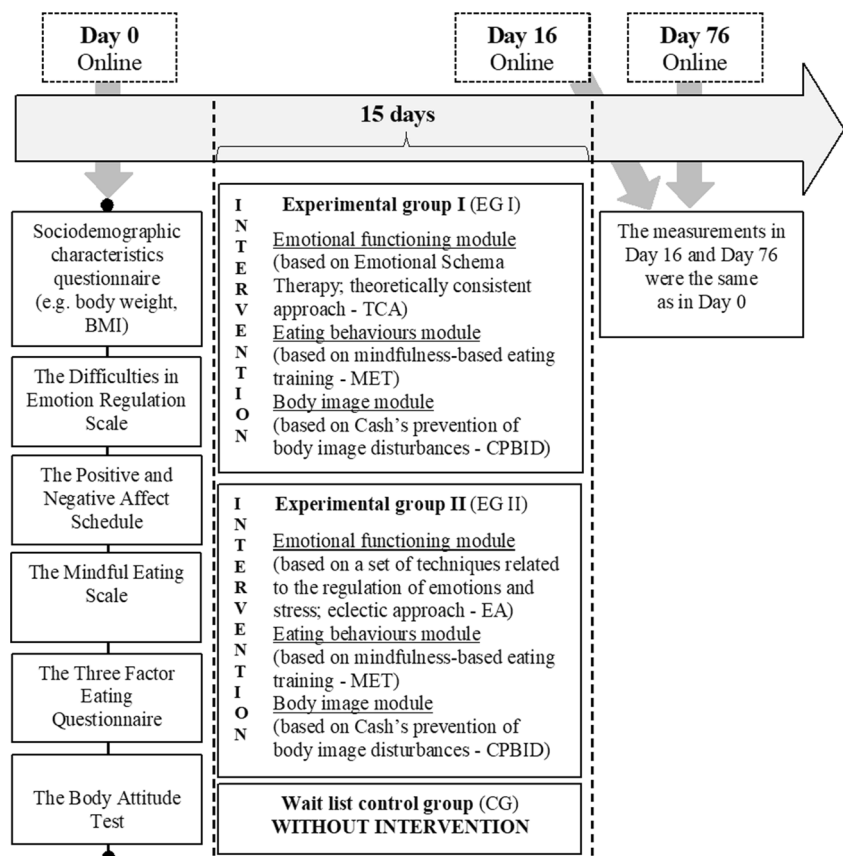 Day 0
Online
Day 16
Online
Day 76
Online
15 days
Sociodemographic
characteristics
questionnaire
(e.g. body weight,
BMI)
The Difficulties in
Emotion Regulation
Scale
The Positive and
Negative Affect
Schedule
The Mindful Eating
Scale
The Three Factor
Eating
Questionnaire
The Body Attitude
Test
INTERVENTION
Experimental group I (EG I)
Emotional functioning module
(based on Emotional Schema
Therapy; theoretically consistent
approach - TCA)
Eating behaviours module
(based on mindfulness-based eating
training - MET)
Body image module
(based on Cash’s prevention of
body image disturbances - CPBID)
INTERVENTION
Experimental group II (EG II)
Emotional functioning module
(based on a set of techniques related
to the regulation of emotions and
stress; eclectic approach - EA)
Eating behaviours module
(based on mindfulness-based eating
training - MET)
Body image module
(based on Cash’s prevention of
body image disturbances - CPBID)
Wait list control group (CG)
WITHOUT INTERVENTION
The measurements in
Day 16 and Day 76
were the same
as in Day 0